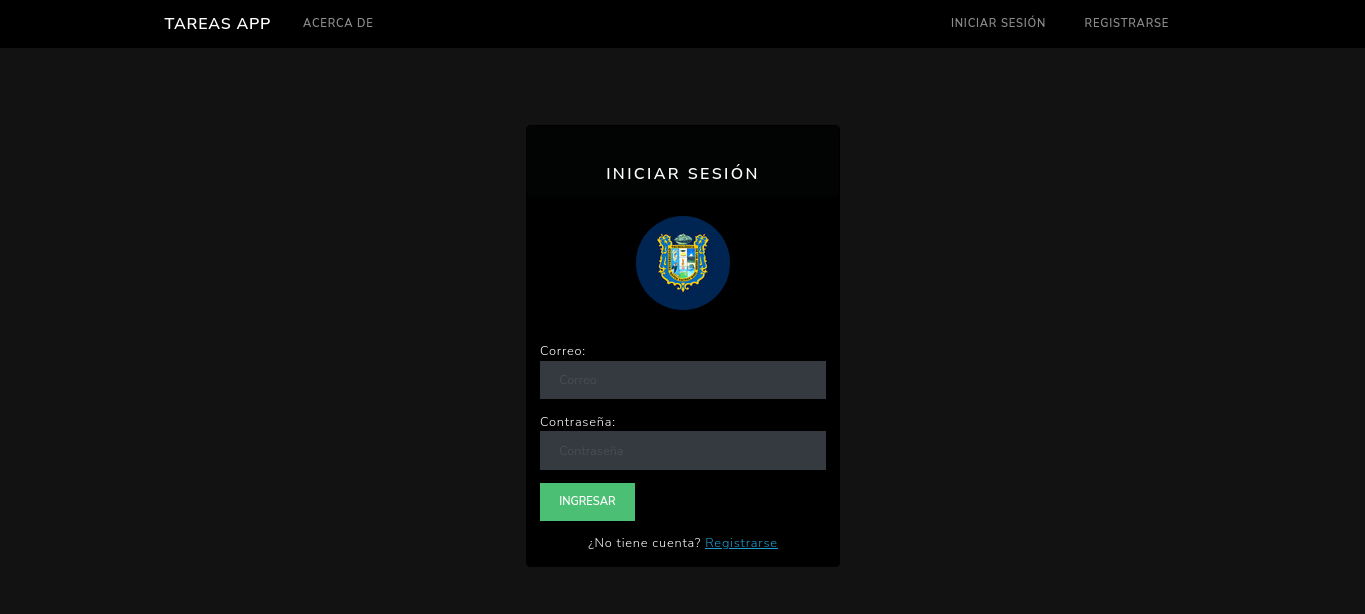 TAREAS APP ACERCA DE INICIAR SESIÓN REGISTRARSE
INICIAR SESIÓN
Correo:
Correo
Contraseña:
Contraseña
INGRESAR
¿No tiene cuenta? Registrarse